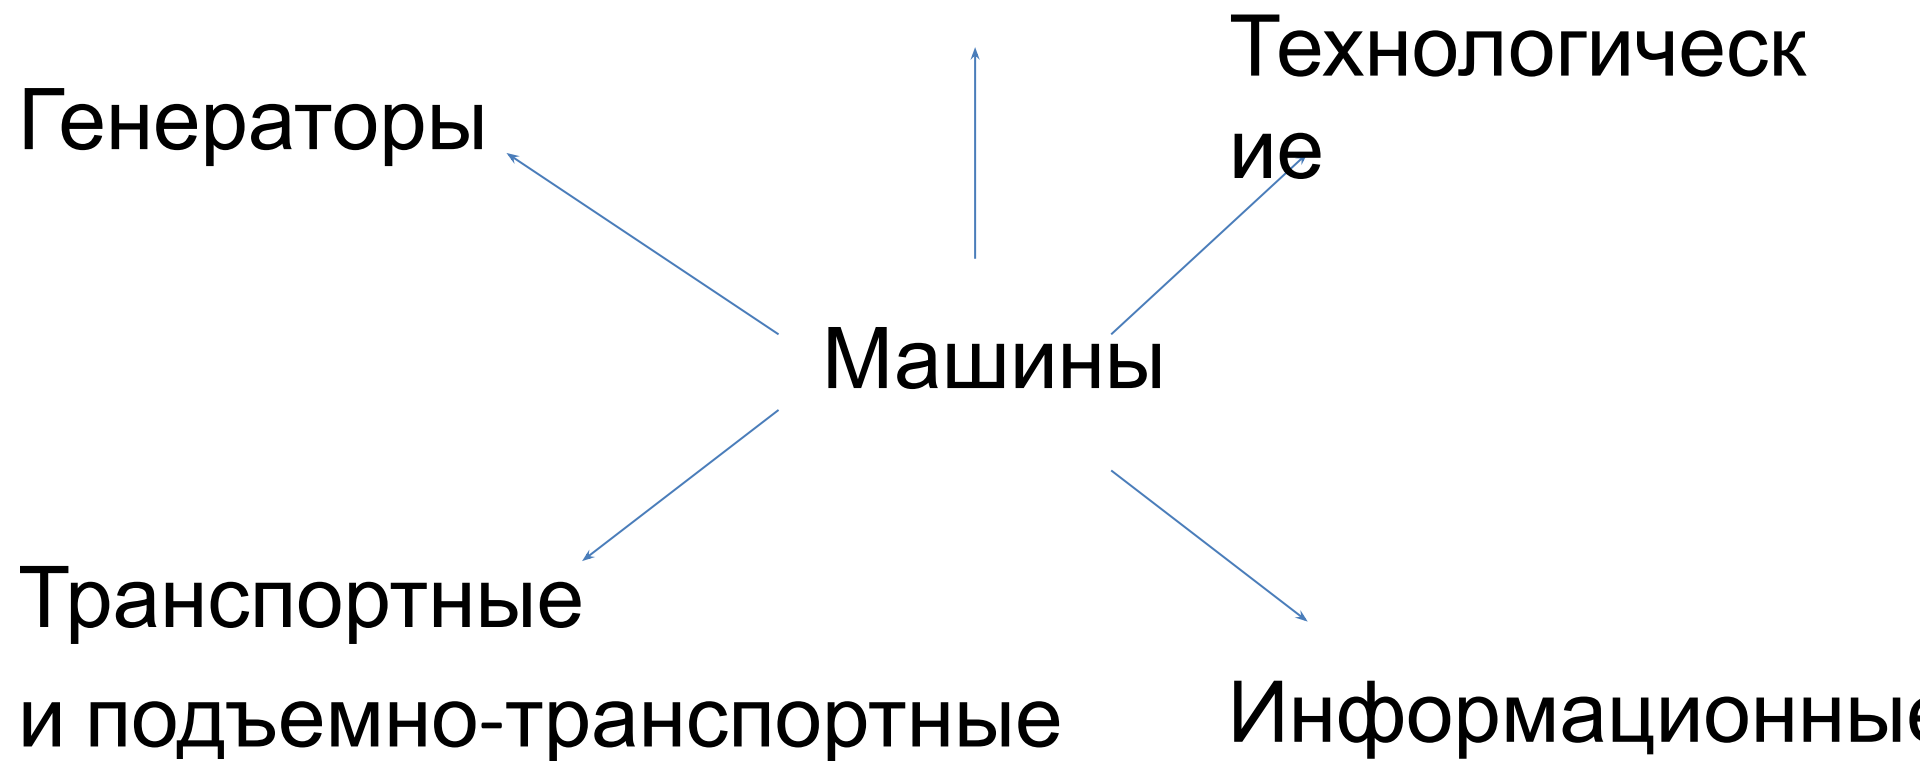 Технологическ
ие
Генераторы
Машины
Транспортные
и подъемно-транспортные
Информационные